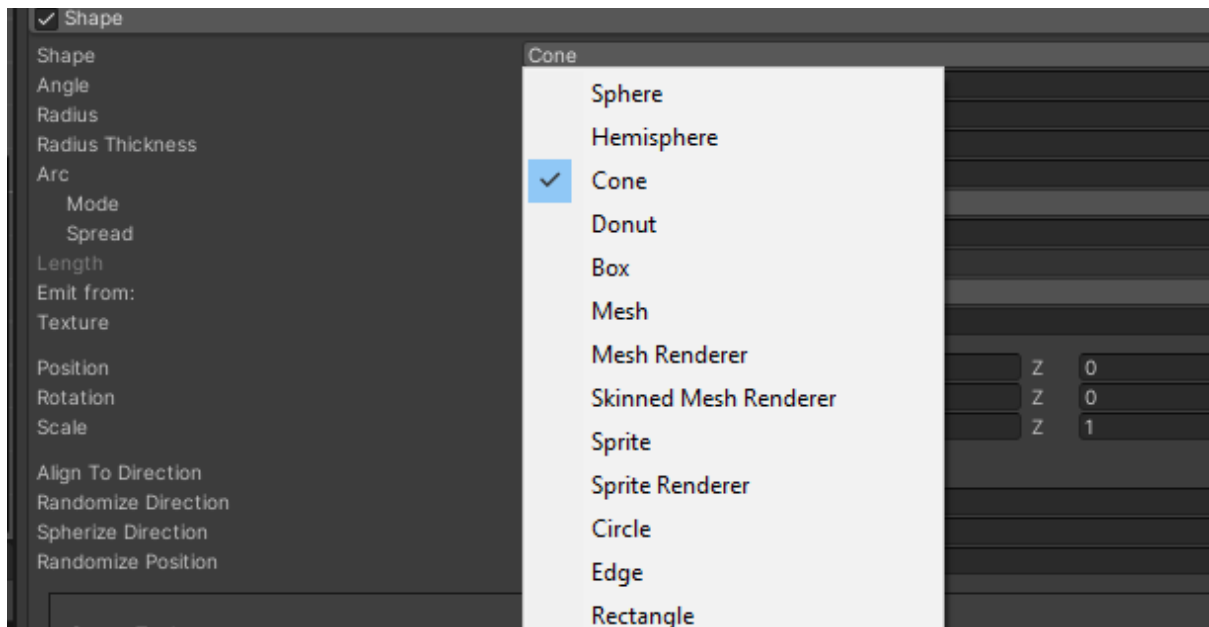 Shape
Shape Cone
Angle
Radius
Radius Thickness
Arc
Mode
Spread
Length
Emit from:
Texture
Position Z 0
Rotation Z 0
Scale Z 1
Align To Direction
Randomize Direction
Spherize Direction
Randomize Position
Sphere
Hemisphere
Cone
Donut
Box
Mesh
Mesh Renderer
Skinned Mesh Renderer
Sprite
Sprite Renderer
Circle
Edge
Rectangle